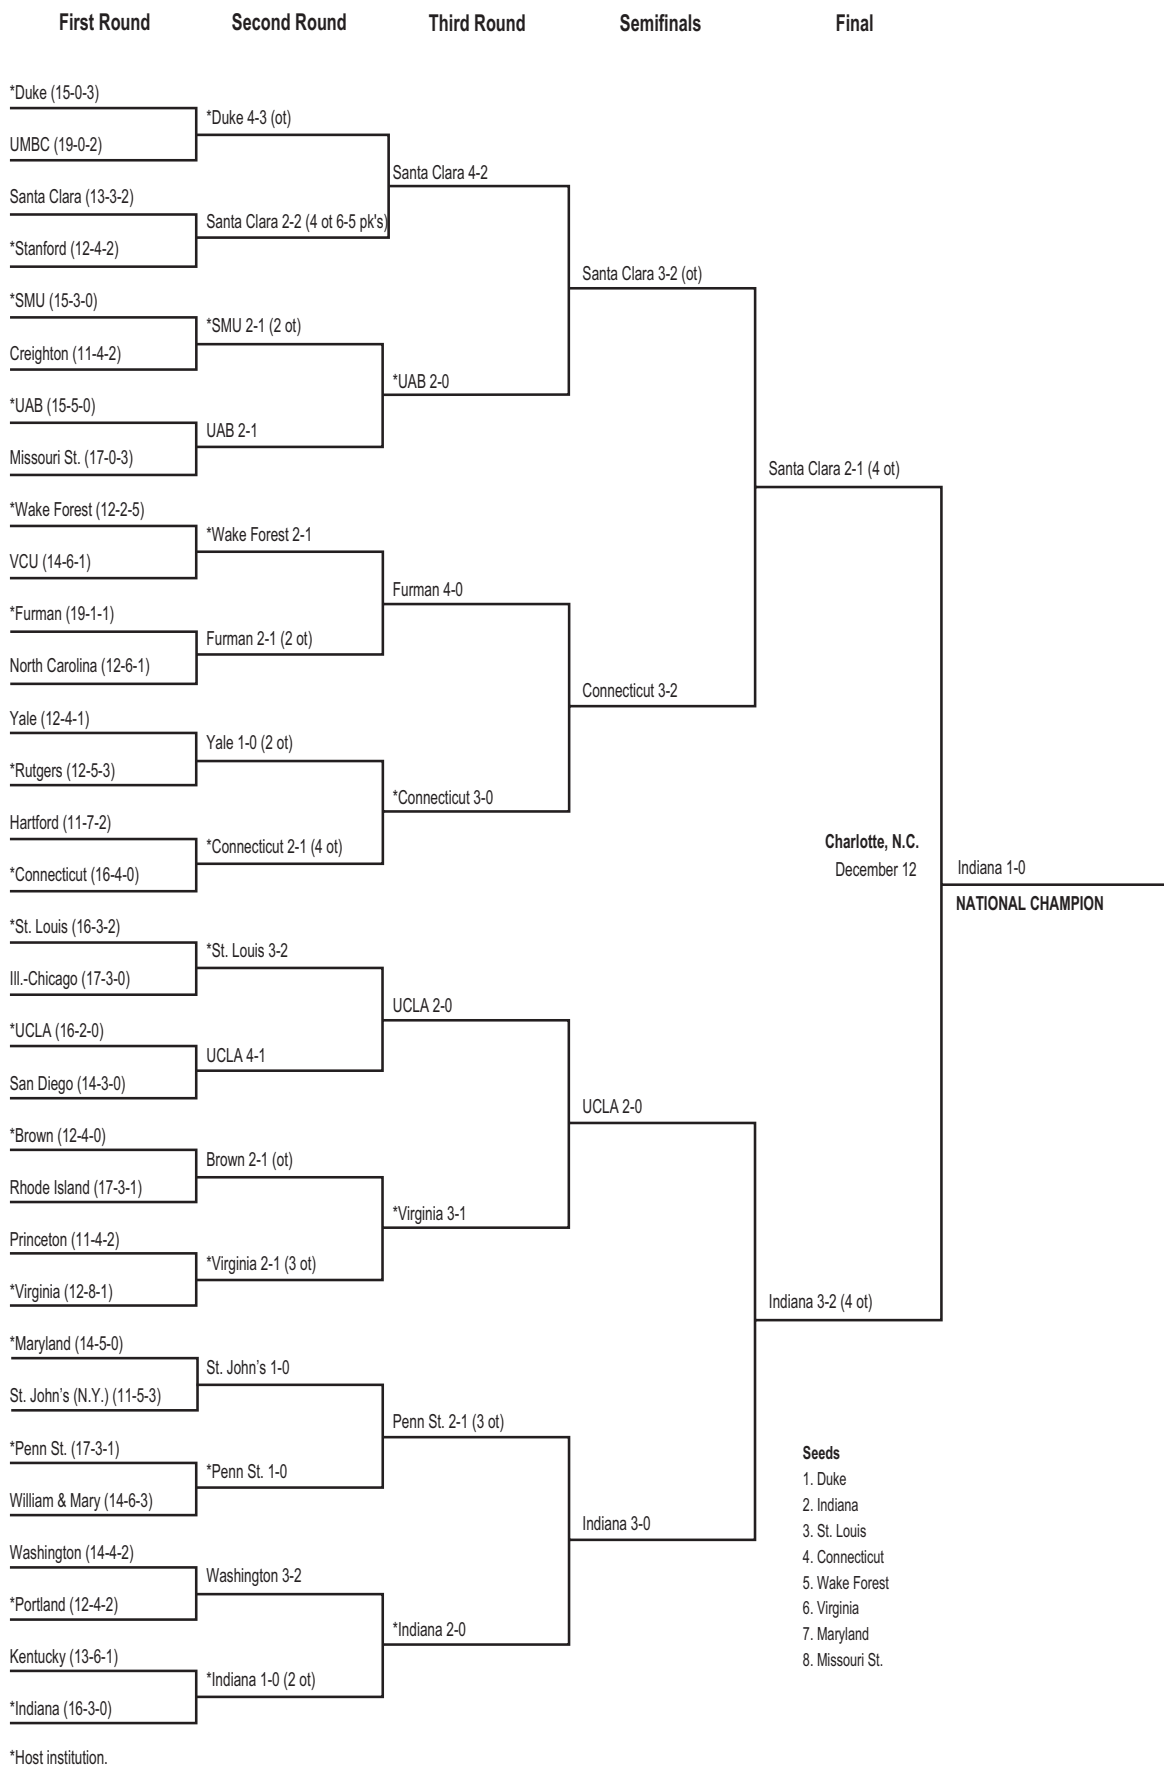 First Round
Second Round
Third Round
Semifinals
Final
*Duke (15-0-3)
UMBC (19-0-2)
Santa Clara (13-3-2)
*Stanford (12-4-2)
*SMU (15-3-0)
Creighton (11-4-2)
*UAB (15-5-0)
Missouri St. (17-0-3)
*Wake Forest (12-2-5)
VCU (14-6-1)
*Furman (19-1-1)
North Carolina (12-6-1)
Yale (12-4-1)
*Rutgers (12-5-3)
Hartford (11-7-2)
*Connecticut (16-4-0)
*St. Louis (16-3-2)
Ill.-Chicago (17-3-0)
*UCLA (16-2-0)
San Diego (14-3-0)
*Brown (12-4-0)
Rhode Island (17-3-1)
Princeton (11-4-2)
*Virginia (12-8-1)
*Maryland (14-5-0)
St. John’s (N.Y.) (11-5-3)
*Penn St. (17-3-1)
William & Mary (14-6-3)
Washington (14-4-2)
*Portland (12-4-2)
Kentucky (13-6-1)
*Indiana (16-3-0)
*Duke 4-3 (ot)
Santa Clara 2-2 (4 ot 6-5 pk's)
*SMU 2-1 (2 ot)
UAB 2-1
*Wake Forest 2-1
Furman 2-1 (2 ot)
Yale 1-0 (2 ot)
*Connecticut 2-1 (4 ot)
*St. Louis 3-2
UCLA 4-1
Brown 2-1 (ot)
*Virginia 2-1 (3 ot)
St. John’s 1-0
*Penn St. 1-0
Washington 3-2
*Indiana 1-0 (2 ot)
Santa Clara 4-2
*UAB 2-0
Furman 4-0
*Connecticut 3-0
UCLA 2-0
*Virginia 3-1
Penn St. 2-1 (3 ot)
*Indiana 2-0
Santa Clara 3-2 (ot)
Connecticut 3-2
UCLA 2-0
Indiana 3-0
Santa Clara 2-1 (4 ot)
Indiana 3-2 (4 ot)
Charlotte, N.C.
December 12
Indiana 1-0
NATIONAL CHAMPION
Seeds
1. Duke
2. Indiana
3. St. Louis
4. Connecticut
5. Wake Forest
6. Virginia
7. Maryland
8. Missouri St.
*Host institution.